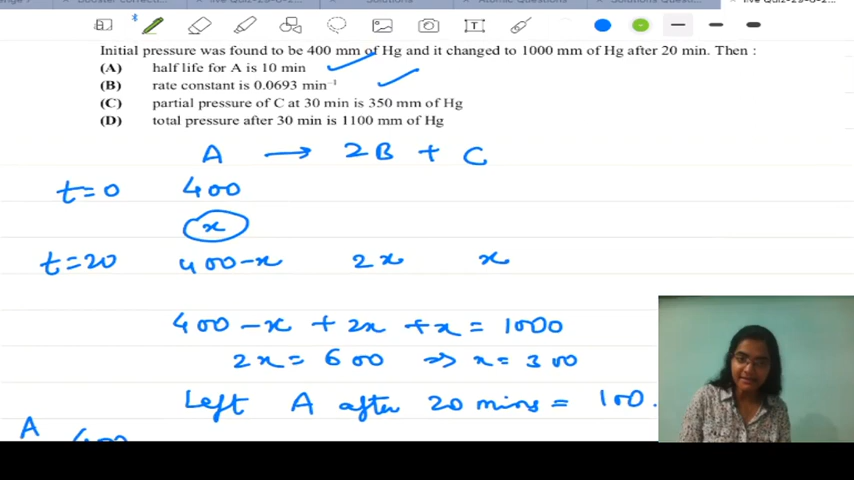 Initial pressure was found to be 400 mm of Hg and it changed to 1000 mm of Hg after 20 min. Then :
(A) half life for A is 10 min
(B) rate constant is 0.0693 min⁻¹
(C) partial pressure of C at 30 min is 350 mm of Hg
(D) total pressure after 30 min is 1100 mm of Hg
A → 2B + C
t=0 400
x
t=20 400-x 2x x
400 - x + 2x + x = 1000
2x = 600 ⇒ x = 300
Left A after 20 mins = 100.
A 400